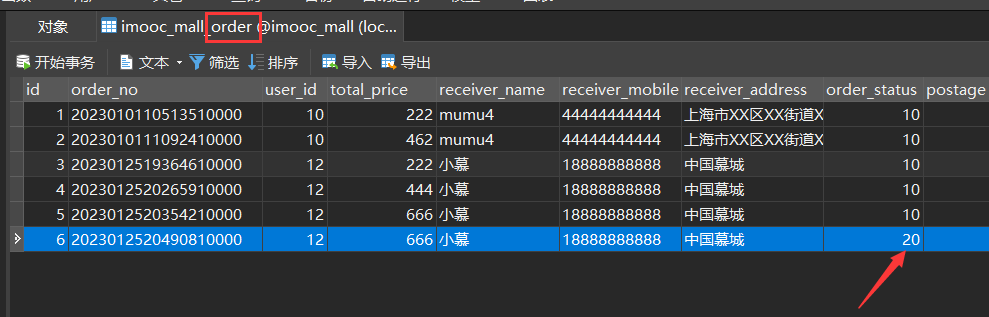 对象 imooc_mall_order @imooc_mall (loc...
开始事务 文本 筛选 排序 导入 导出
id order_no user_id total_price receiver_name receiver_mobile receiver_address order_status postage
1 2023010110513510000 10 222 mumu4 44444444444 上海市XX区XX街道X 10
2 2023010111092410000 10 462 mumu4 44444444444 上海市XX区XX街道X 10
3 2023012519364610000 12 222 小慕 18888888888 中国慕城 10
4 2023012520265910000 12 444 小慕 18888888888 中国慕城 10
5 2023012520354210000 12 666 小慕 18888888888 中国慕城 10
6 2023012520490810000 12 666 小慕 18888888888 中国慕城 20